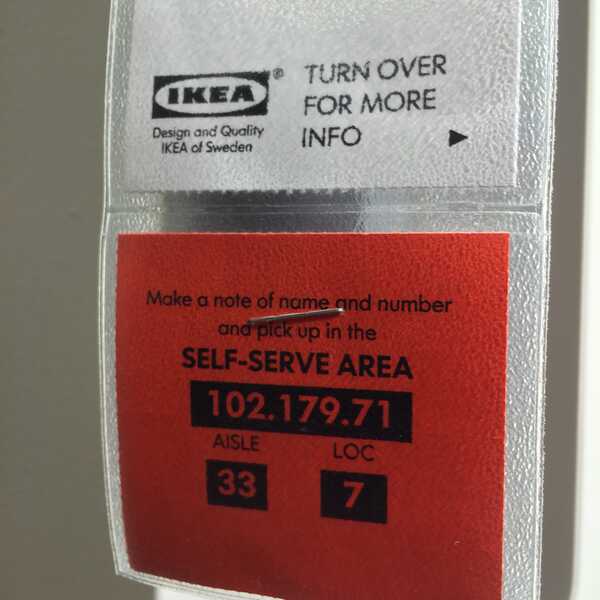 IKEA®
Design and Quality
IKEA of Sweden
TURN OVER
FOR MORE
INFO
Make a note of name and number
and pick up in the
SELF-SERVE AREA
102.179.71
AISLE
LOC
33
7